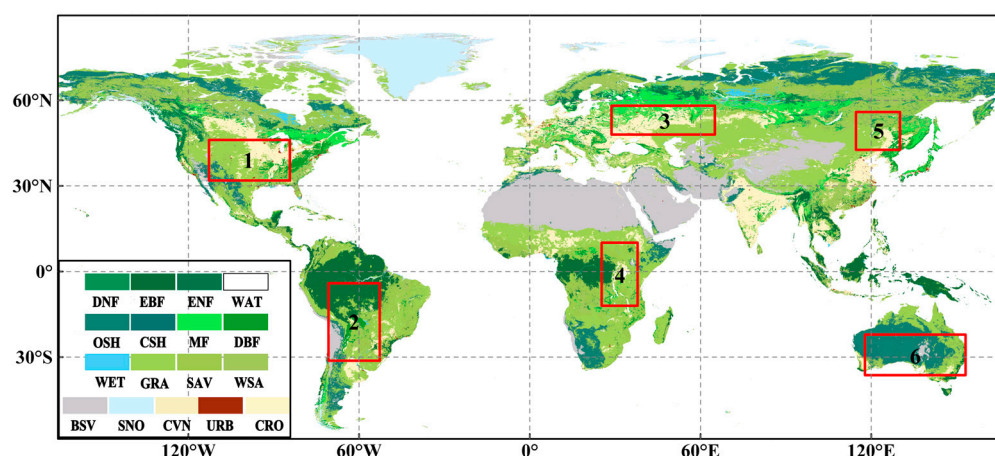 60°N
30°N
0°
30°S
1
2
3
4
5
6
DNF EBF ENF WAT
OSH CSH MF DBF
WET GRA SAV WSA
BSV SNO CVN URB CRO
120°W 60°W 0° 60°E 120°E